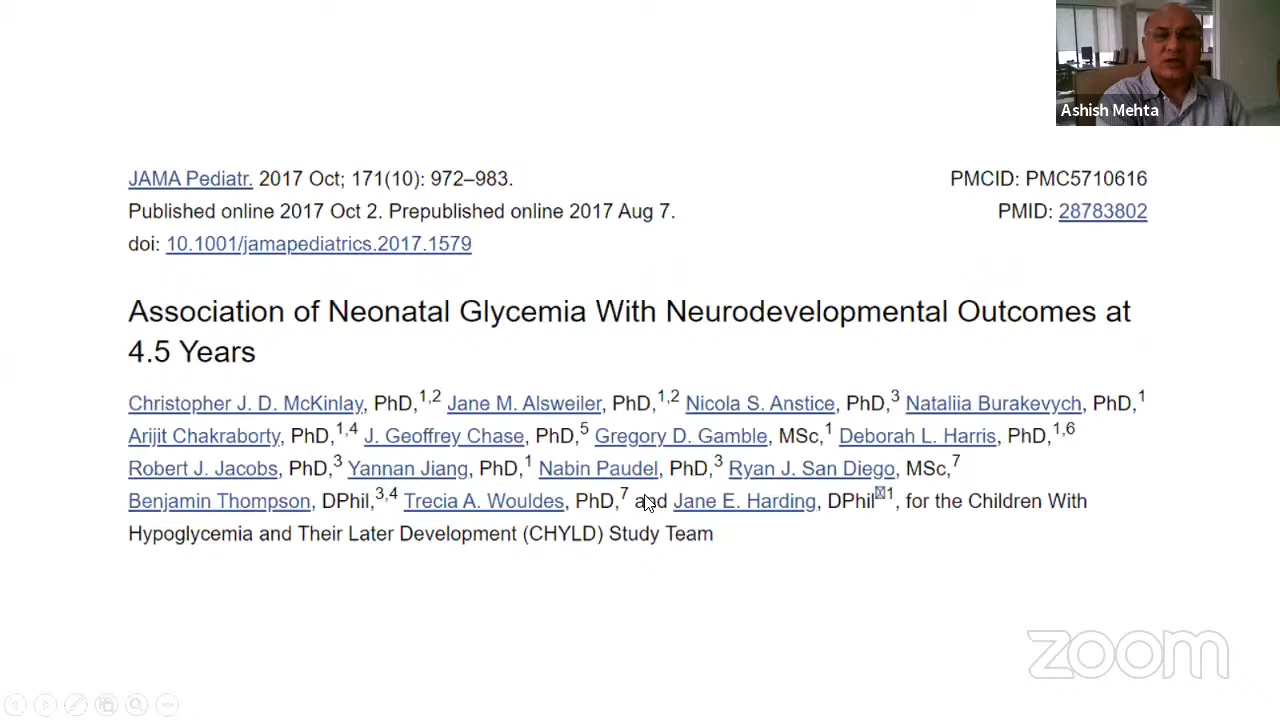 Ashish Mehta
JAMA Pediatr. 2017 Oct; 171(10): 972–983.
PMCID: PMC5710616
Published online 2017 Oct 2. Prepublished online 2017 Aug 7.
PMID: 28783802
doi: 10.1001/jamapediatrics.2017.1579
Association of Neonatal Glycemia With Neurodevelopmental Outcomes at
4.5 Years
Christopher J. D. McKinlay, PhD,1,2 Jane M. Alsweiler, PhD,1,2 Nicola S. Anstice, PhD,3 Nataliia Burakevych, PhD,1
Arijit Chakraborty, PhD,1,4 J. Geoffrey Chase, PhD,5 Gregory D. Gamble, MSc,1 Deborah L. Harris, PhD,1,6
Robert J. Jacobs, PhD,3 Yannan Jiang, PhD,1 Nabin Paudel, PhD,3 Ryan J. San Diego, MSc,7
Benjamin Thompson, DPhil,3,4 Trecia A. Wouldes, PhD,7 and Jane E. Harding, DPhil1, for the Children With
Hypoglycemia and Their Later Development (CHYLD) Study Team
zoom